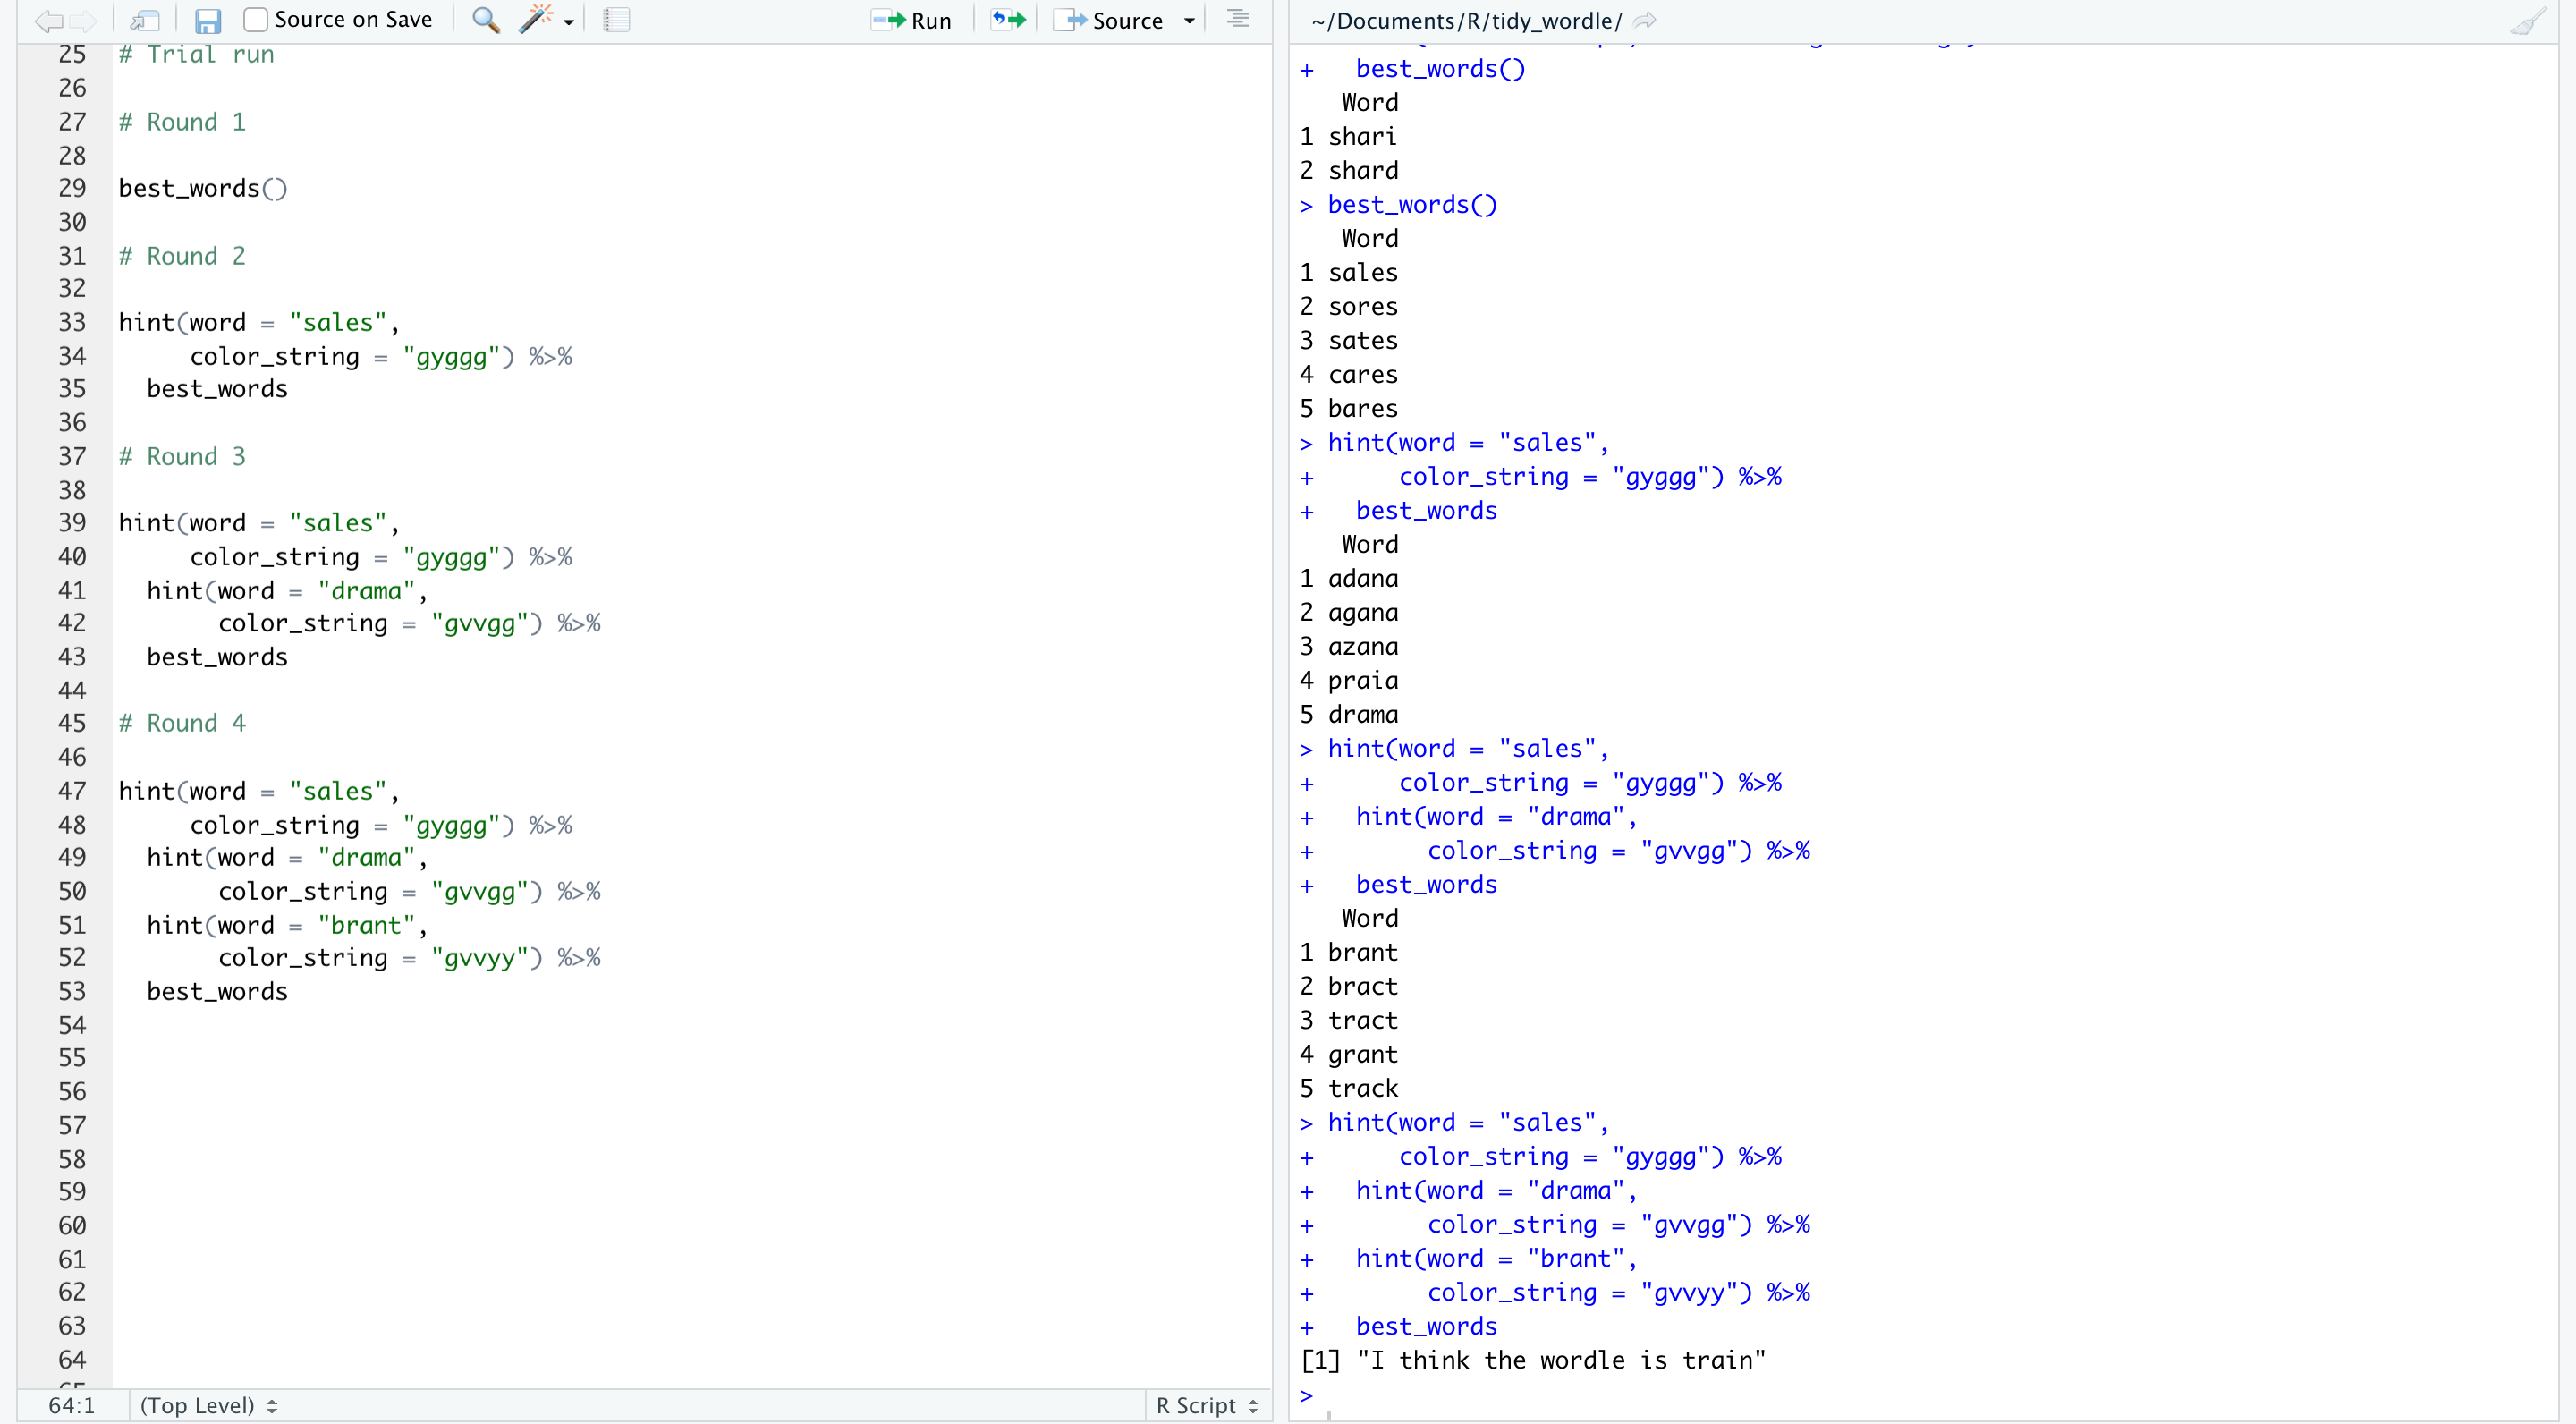 Source on Save
Run
Source
25 # Trial run
26
27 # Round 1
28
29 best_words()
30
31 # Round 2
32
33 hint(word = "sales",
34      color_string = "gyggg") %>%
35   best_words
36
37 # Round 3
38
39 hint(word = "sales",
40      color_string = "gyggg") %>%
41   hint(word = "drama",
42        color_string = "gvvgg") %>%
43   best_words
44
45 # Round 4
46
47 hint(word = "sales",
48      color_string = "gyggg") %>%
49   hint(word = "drama",
50        color_string = "gvvgg") %>%
51   hint(word = "brant",
52        color_string = "gvvyy") %>%
53   best_words
54
55
56
57
58
59
60
61
62
63
64
64:1
(Top Level)
R Script
~/Documents/R/tidy_wordle/
+   best_words()
   Word
1 shari
2 shard
> best_words()
   Word
1 sales
2 sores
3 sates
4 cares
5 bares
> hint(word = "sales",
+      color_string = "gyggg") %>%
+   best_words
   Word
1 adana
2 agana
3 azana
4 praia
5 drama
> hint(word = "sales",
+      color_string = "gyggg") %>%
+   hint(word = "drama",
+        color_string = "gvvgg") %>%
+   best_words
   Word
1 brant
2 bract
3 tract
4 grant
5 track
> hint(word = "sales",
+      color_string = "gyggg") %>%
+   hint(word = "drama",
+        color_string = "gvvgg") %>%
+   hint(word = "brant",
+        color_string = "gvvyy") %>%
+   best_words
[1] "I think the wordle is train"
>